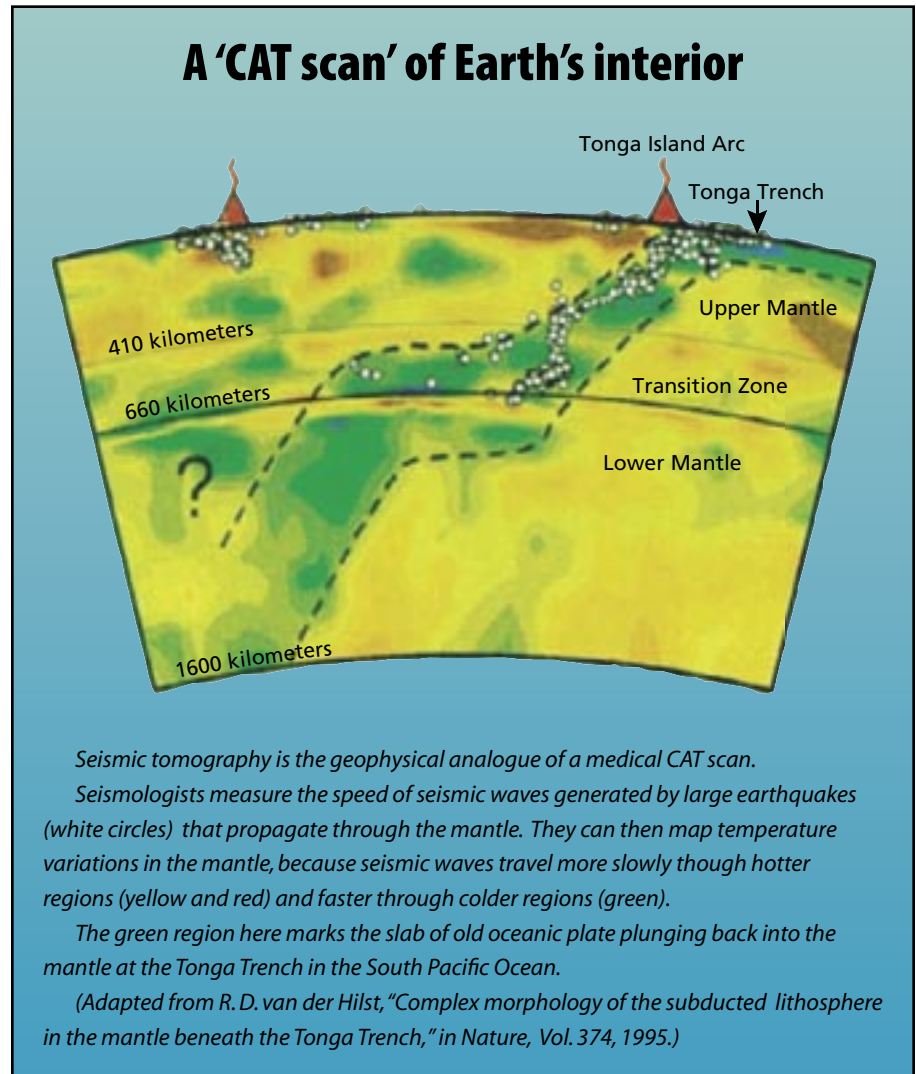 A ‘CAT scan’ of Earth’s interior
Tonga Island Arc
Tonga Trench
Upper Mantle
410 kilometers
Transition Zone
660 kilometers
Lower Mantle
?
1600 kilometers
Seismic tomography is the geophysical analogue of a medical CAT scan.
Seismologists measure the speed of seismic waves generated by large earthquakes
(white circles) that propagate through the mantle. They can then map temperature
variations in the mantle, because seismic waves travel more slowly though hotter
regions (yellow and red) and faster through colder regions (green).
The green region here marks the slab of old oceanic plate plunging back into the
mantle at the Tonga Trench in the South Pacific Ocean.
(Adapted from R. D. van der Hilst, “Complex morphology of the subducted lithosphere
in the mantle beneath the Tonga Trench,” in Nature, Vol. 374, 1995.)